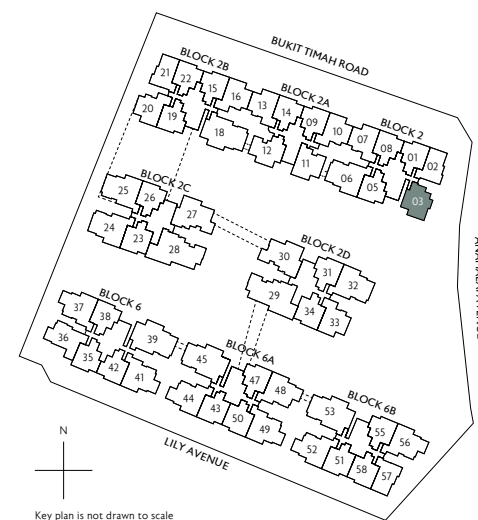 BUKIT TIMAH ROAD
BLOCK 2B
21 22 15 16
BLOCK 2A
13 14 09 10
BLOCK 2
07 08 01 02
20 19 18 12 11 06 05 03
BLOCK 2C
25 26 27
24 23 28
BLOCK 2D
30 31 32
29 34 33
BLOCK 6
37 38 39
36 35 42 41
BLOCK 6A
45 47 48
44 43 50 49
BLOCK 6B
53 55 56
52 51 58 57
LILY AVENUE
N
Key plan is not drawn to scale